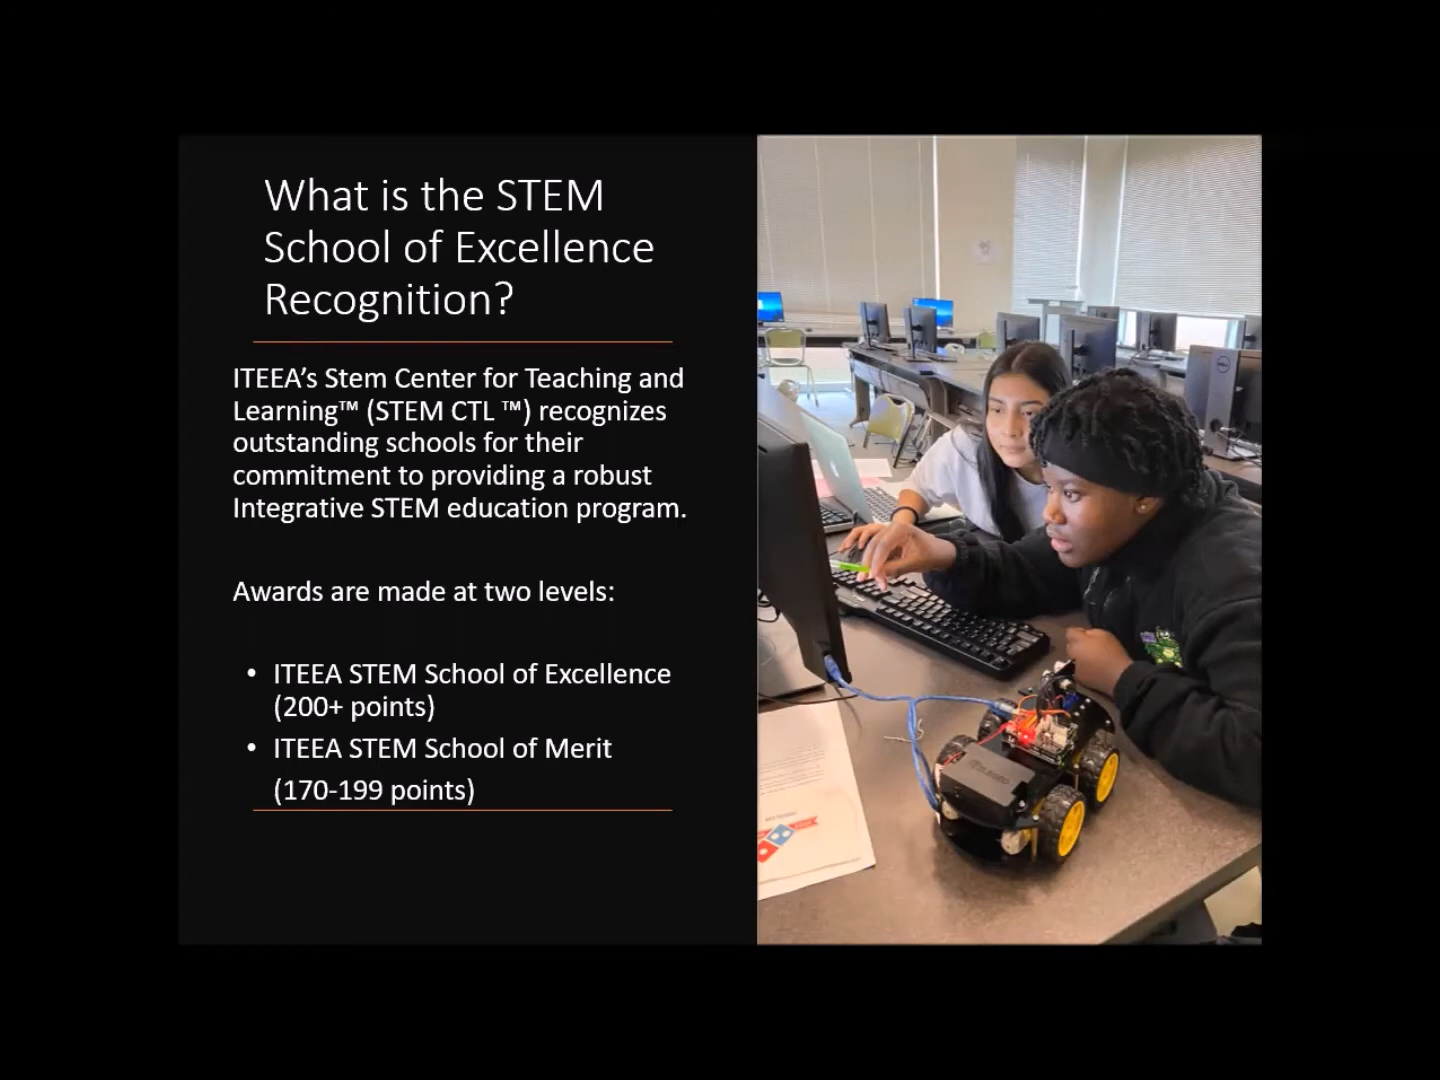 What is the STEM
School of Excellence
Recognition?
ITEEA’s Stem Center for Teaching and
Learning™ (STEM CTL ™) recognizes
outstanding schools for their
commitment to providing a robust
Integrative STEM education program.
Awards are made at two levels:
• ITEEA STEM School of Excellence
(200+ points)
• ITEEA STEM School of Merit
(170-199 points)
DELL